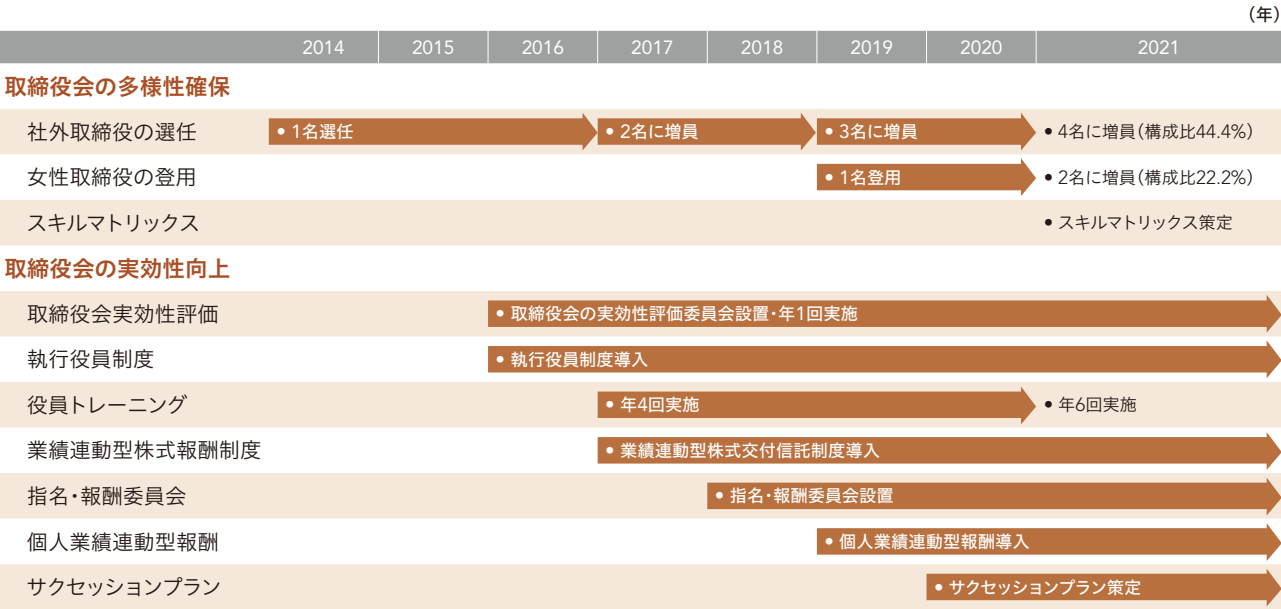 (年)
2014 2015 2016 2017 2018 2019 2020 2021
取締役会の多様性確保
社外取締役の選任 • 1名選任 • 2名に増員 • 3名に増員 • 4名に増員(構成比44.4%)
女性取締役の登用 • 1名登用 • 2名に増員(構成比22.2%)
スキルマトリックス • スキルマトリックス策定
取締役会の実効性向上
取締役会実効性評価 • 取締役会の実効性評価委員会設置・年1回実施
執行役員制度 • 執行役員制度導入
役員トレーニング • 年4回実施 • 年6回実施
業績連動型株式報酬制度 • 業績連動型株式交付信託制度導入
指名・報酬委員会 • 指名・報酬委員会設置
個人業績連動型報酬 • 個人業績連動型報酬導入
サクセッションプラン • サクセッションプラン策定